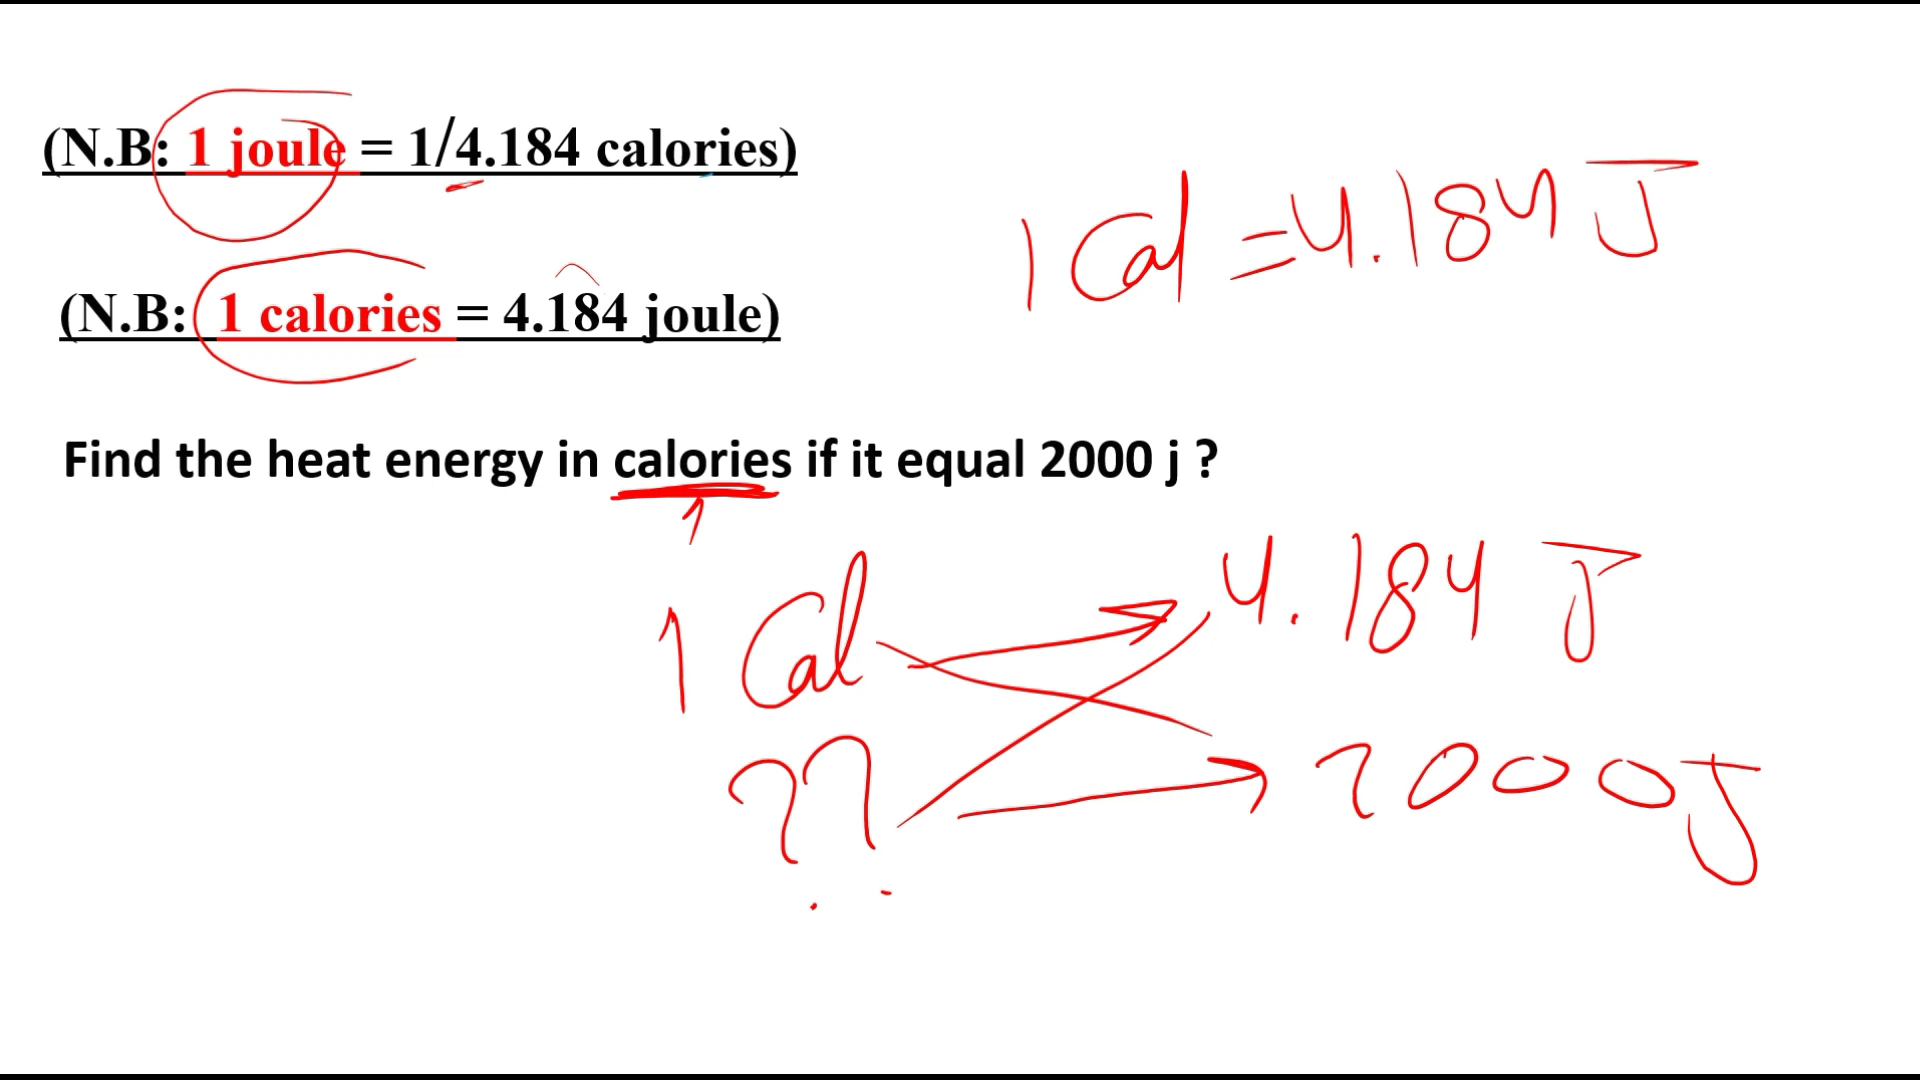 (N.B: 1 joule = 1/4.184 calories)
1 Cal = 4.184 J
(N.B: 1 calories = 4.184 joule)
Find the heat energy in calories if it equal 2000 j ?
1 Cal 4.184 J
?? 2000 J